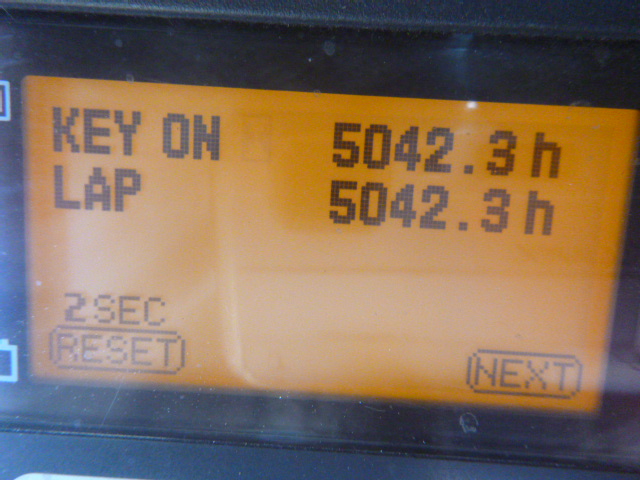 KEY ON 5042.3 h
LAP 5042.3 h
2SEC
RESET NEXT